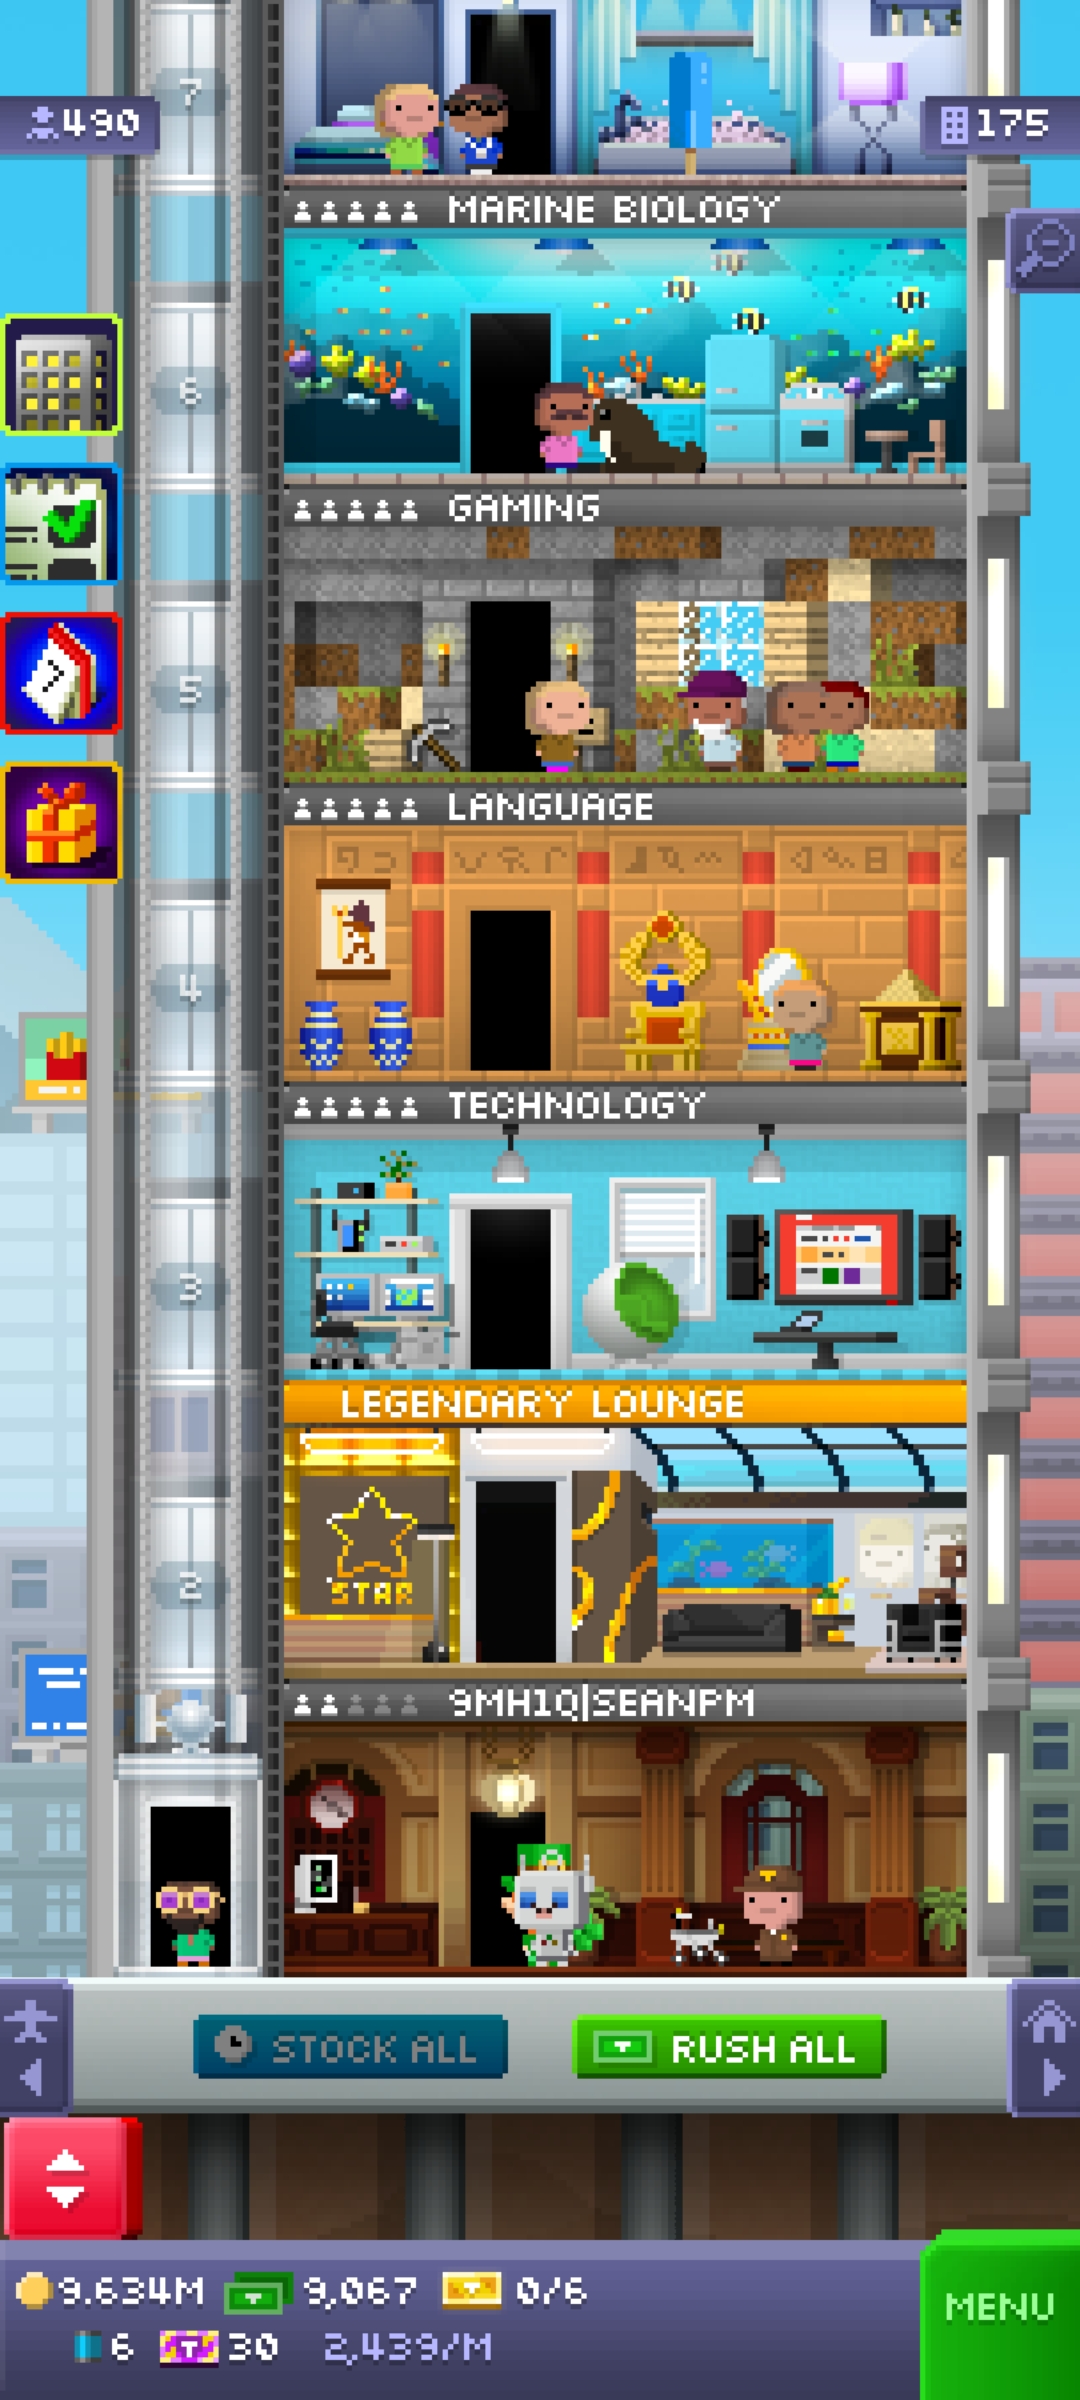 7
490
175
MARINE BIOLOGY
6
GAMING
5
7
LANGUAGE
4
TECHNOLOGY
3
LEGENDARY LOUNGE
STAR
2
9MH1Q|SEANPM
STOCK ALL
RUSH ALL
9.634M 9,067 0/6
6 T 30 2,439/M
MENU